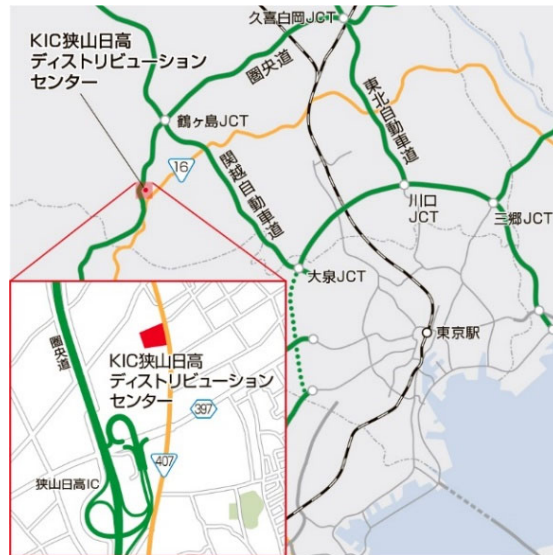 久喜白岡JCT
KIC狭山日高
ディストリビューション
センター
圏央道
東北自動車道
鶴ヶ島JCT
16
関越自動車道
川口
JCT
三郷JCT
大泉JCT
東京駅
圏央道
KIC狭山日高
ディストリビューション
センター
397
407
狭山日高IC